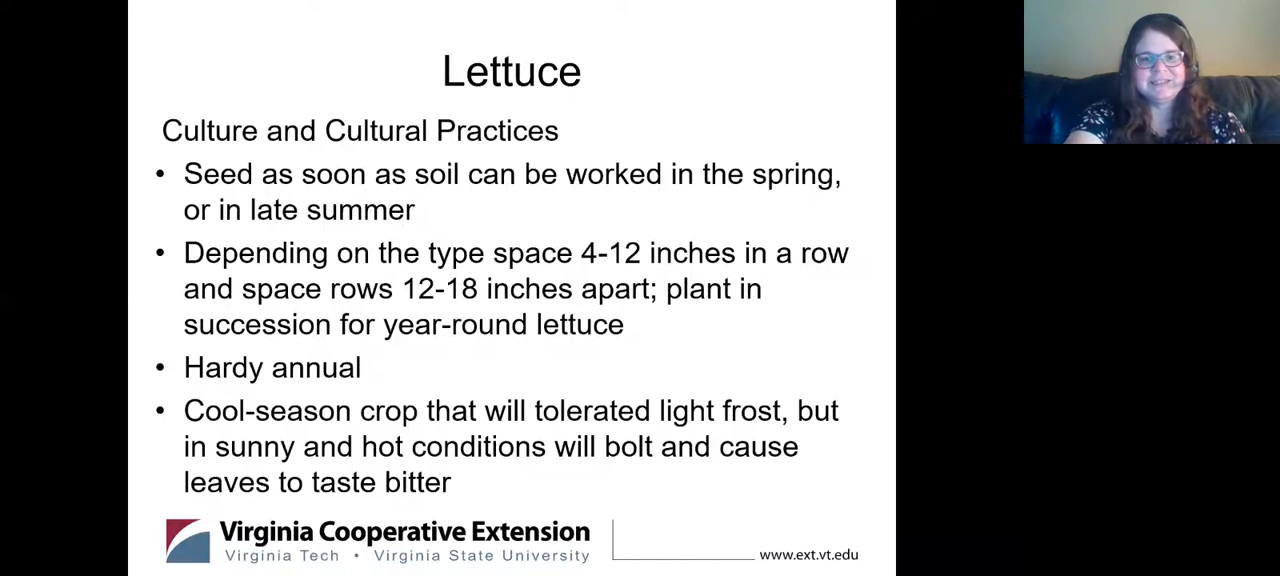 Lettuce
Culture and Cultural Practices
• Seed as soon as soil can be worked in the spring,
or in late summer
• Depending on the type space 4-12 inches in a row
and space rows 12-18 inches apart; plant in
succession for year-round lettuce
• Hardy annual
• Cool-season crop that will tolerated light frost, but
in sunny and hot conditions will bolt and cause
leaves to taste bitter
Virginia Cooperative Extension
Virginia Tech • Virginia State University
www.ext.vt.edu